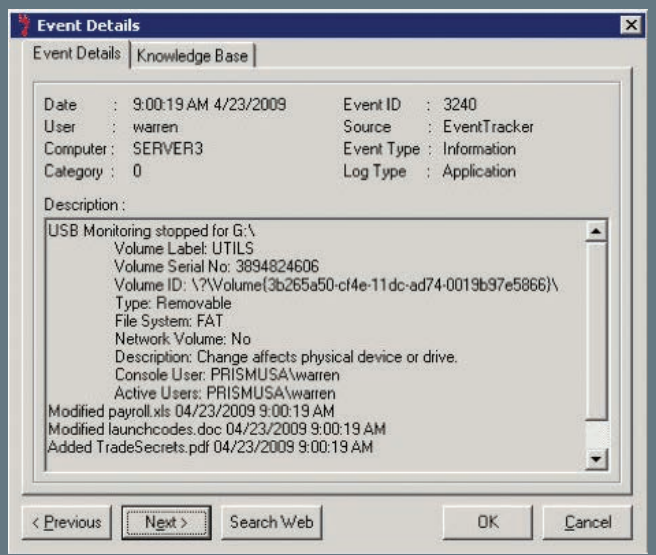 Event Details
Event Details Knowledge Base
Date : 9:00:19 AM 4/23/2009 Event ID : 3240
User : warren Source : EventTracker
Computer : SERVER3 Event Type : Information
Category : 0 Log Type : Application
Description :
USB Monitoring stopped for G:\
Volume Label: UTILS
Volume Serial No: 3894824606
Volume ID: \?\Volume{3b265a50-cf4e-11dc-ad74-0019b97e5866}\
Type: Removable
File System: FAT
Network Volume: No
Description: Change affects physical device or drive.
Console User: PRISMUSA\warren
Active Users: PRISMUSA\warren
Modified payroll.xls 04/23/2009 9:00:19 AM
Modified launchcodes.doc 04/23/2009 9:00:19 AM
Added TradeSecrets.pdf 04/23/2009 9:00:19 AM
< Previous Next > Search Web OK Cancel